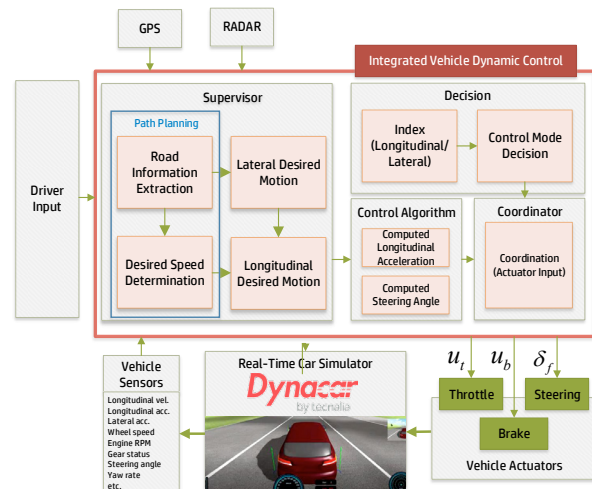 GPS
RADAR
Integrated Vehicle Dynamic Control
Driver
Input
Supervisor
Path Planning
Road
Information
Extraction
Lateral Desired
Motion
Desired Speed
Determination
Longitudinal
Desired Motion
Decision
Index
(Longitudinal/
Lateral)
Control Mode
Decision
Control Algorithm
Computed
Longitudinal
Acceleration
Computed
Steering Angle
Coordinator
Coordination
(Actuator Input)
Vehicle
Sensors
Longitudinal vel.
Longitudinal acc.
Lateral acc.
Wheel speed
Engine RPM
Gear status
Steering angle
Yaw rate
etc.
Real-Time Car Simulator
Dynacar
by tecnalia
u_t
u_b
δ_f
Throttle
Steering
Brake
Vehicle Actuators